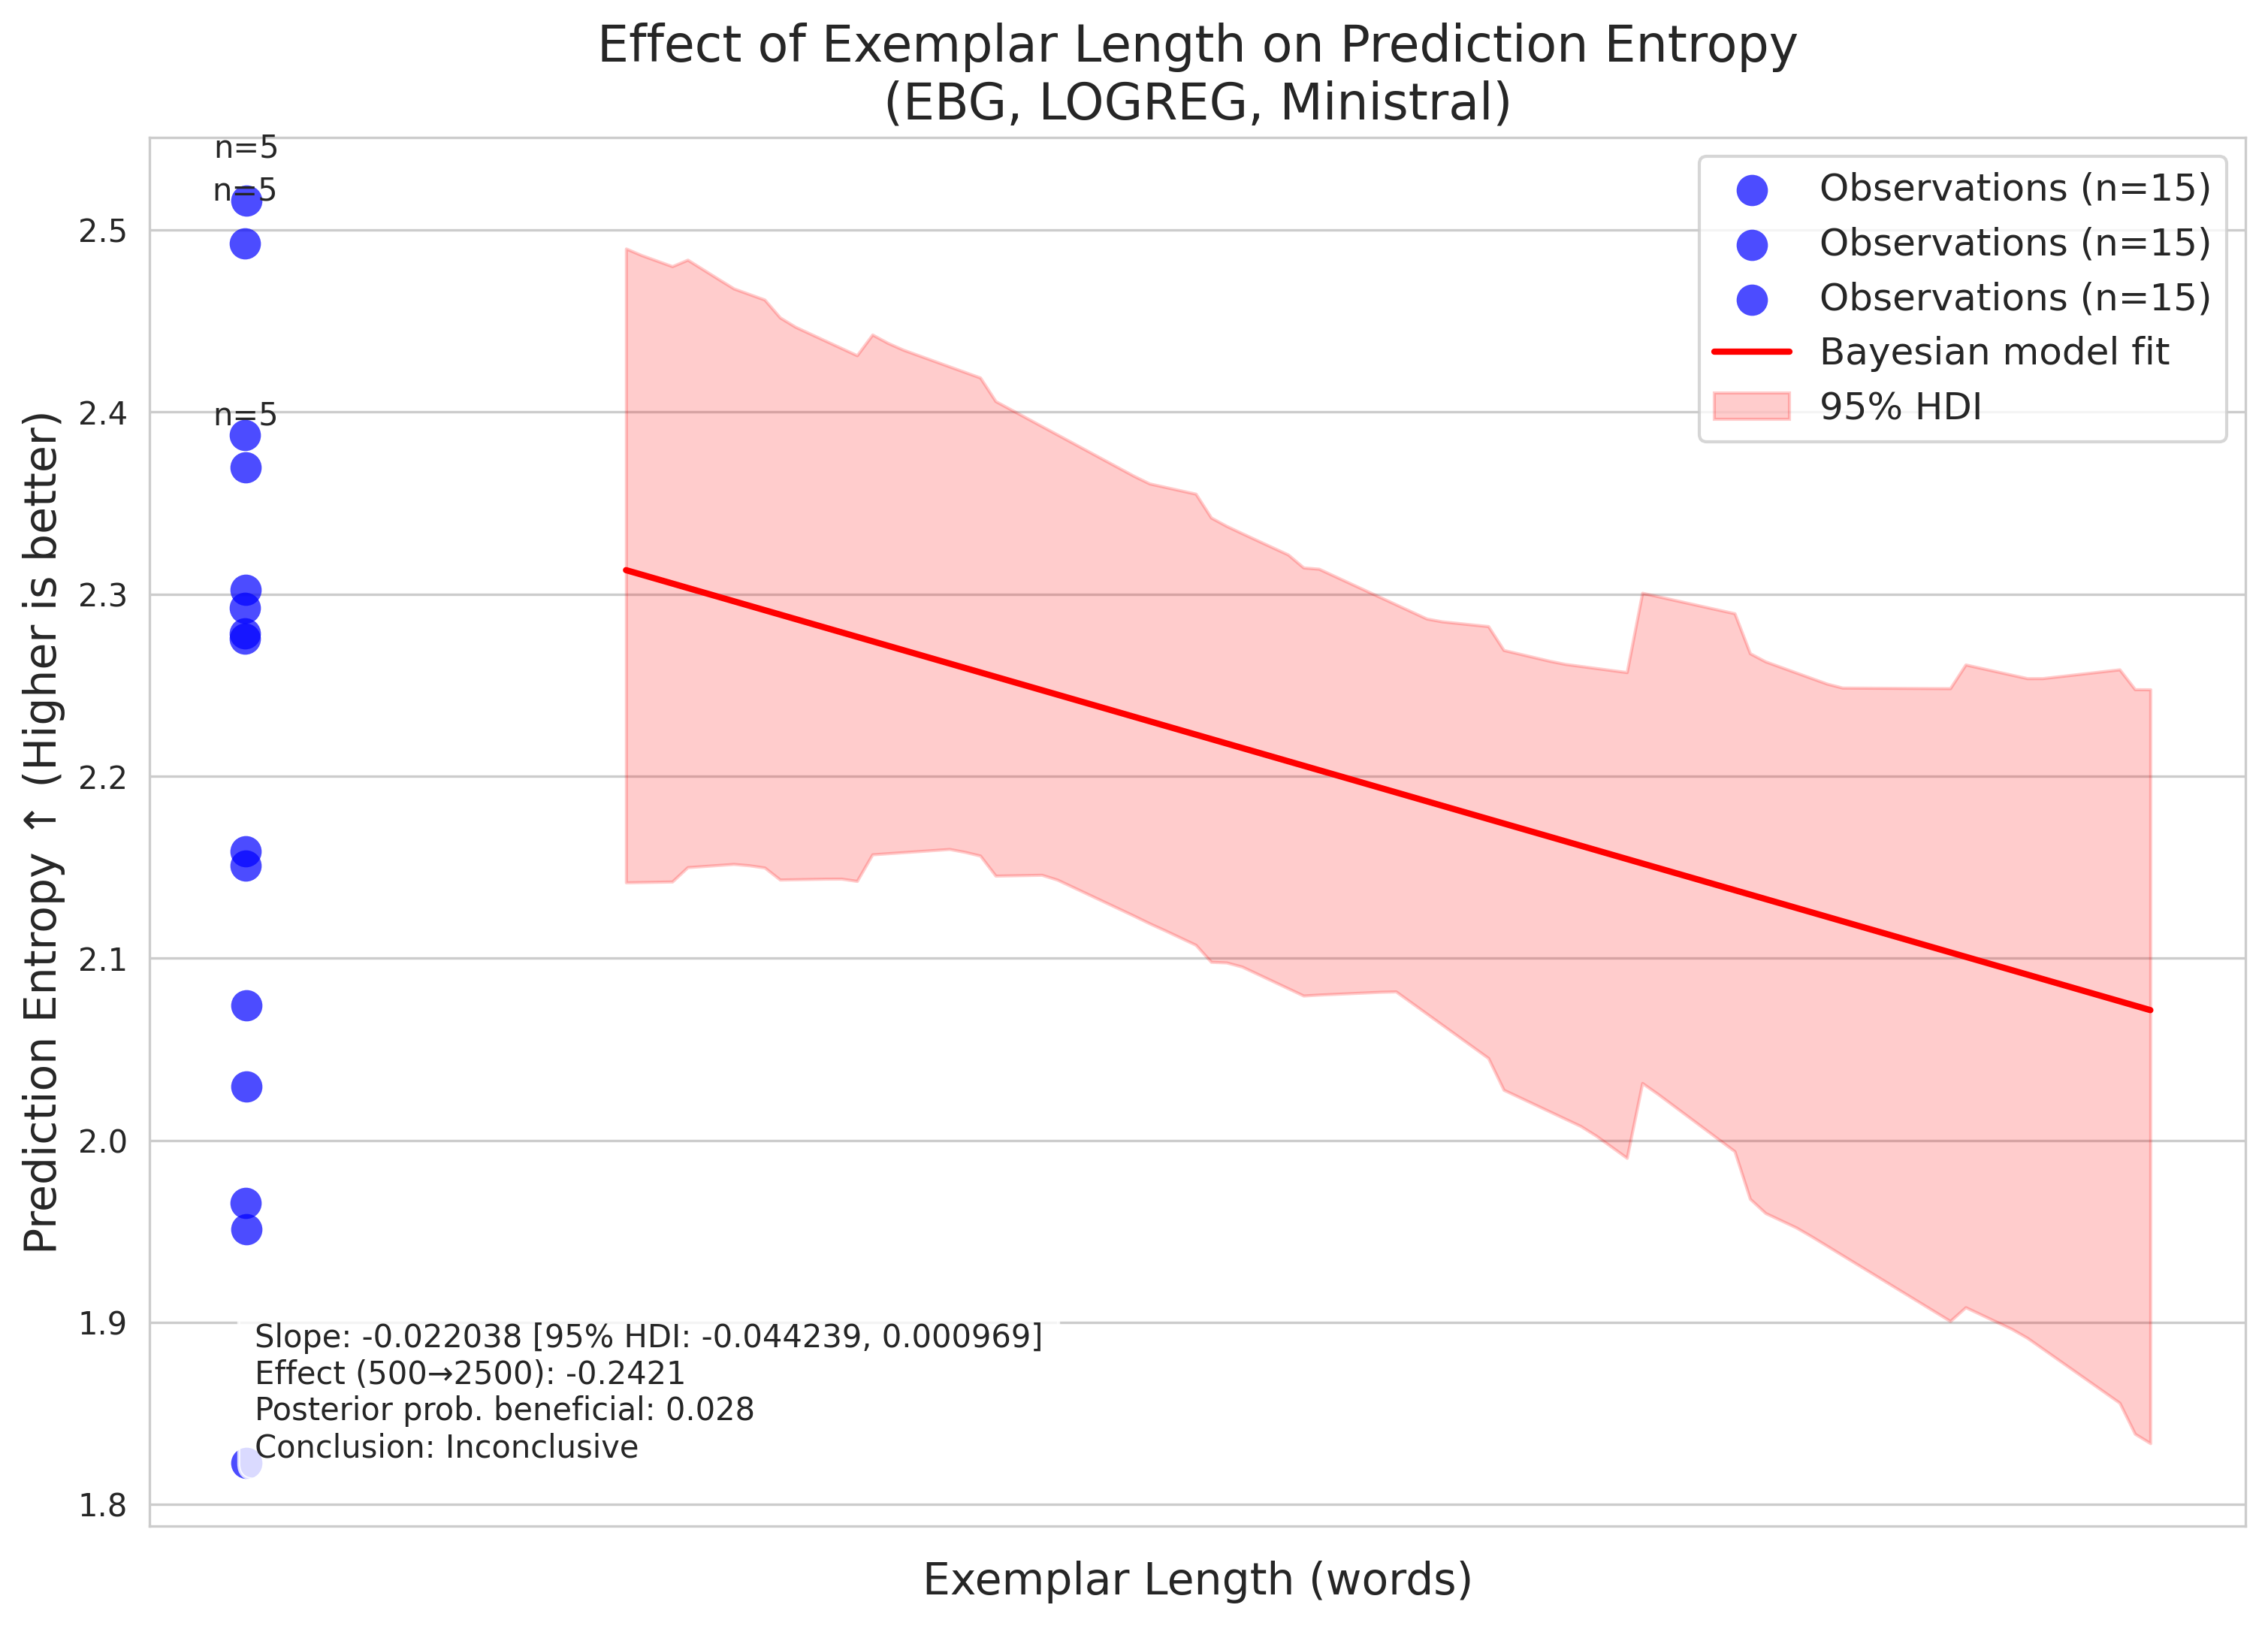 Effect of Exemplar Length on Prediction Entropy
(EBG, LOGREG, Ministral)
n=5
n=5
n=5
Observations (n=15)
Observations (n=15)
Observations (n=15)
Bayesian model fit
95% HDI
Prediction Entropy ↑ (Higher is better)
2.5
2.4
2.3
2.2
2.1
2.0
1.9
1.8
Slope: -0.022038 [95% HDI: -0.044239, 0.000969]
Effect (500→2500): -0.2421
Posterior prob. beneficial: 0.028
Conclusion: Inconclusive
Exemplar Length (words)